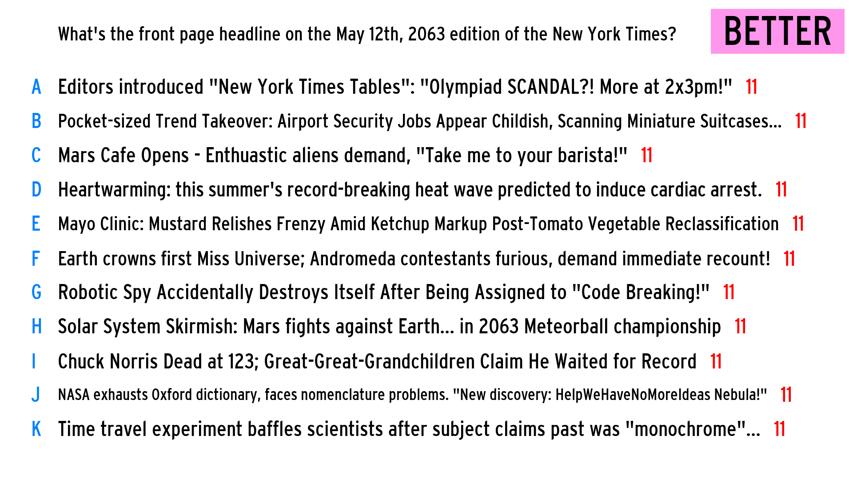 What's the front page headline on the May 12th, 2063 edition of the New York Times?
BETTER
A Editors introduced "New York Times Tables": "Olympiad SCANDAL?! More at 2x3pm!" 11
B Pocket-sized Trend Takeover: Airport Security Jobs Appear Childish, Scanning Miniature Suitcases... 11
C Mars Cafe Opens - Enthuastic aliens demand, "Take me to your barista!" 11
D Heartwarming: this summer's record-breaking heat wave predicted to induce cardiac arrest. 11
E Mayo Clinic: Mustard Relishes Frenzy Amid Ketchup Markup Post-Tomato Vegetable Reclassification 11
F Earth crowns first Miss Universe; Andromeda contestants furious, demand immediate recount! 11
G Robotic Spy Accidentally Destroys Itself After Being Assigned to "Code Breaking!" 11
H Solar System Skirmish: Mars fights against Earth... in 2063 Meteorball championship 11
I Chuck Norris Dead at 123; Great-Great-Grandchildren Claim He Waited for Record 11
J NASA exhausts Oxford dictionary, faces nomenclature problems. "New discovery: HelpWeHaveNoMoreIdeas Nebula!" 11
K Time travel experiment baffles scientists after subject claims past was "monochrome"... 11